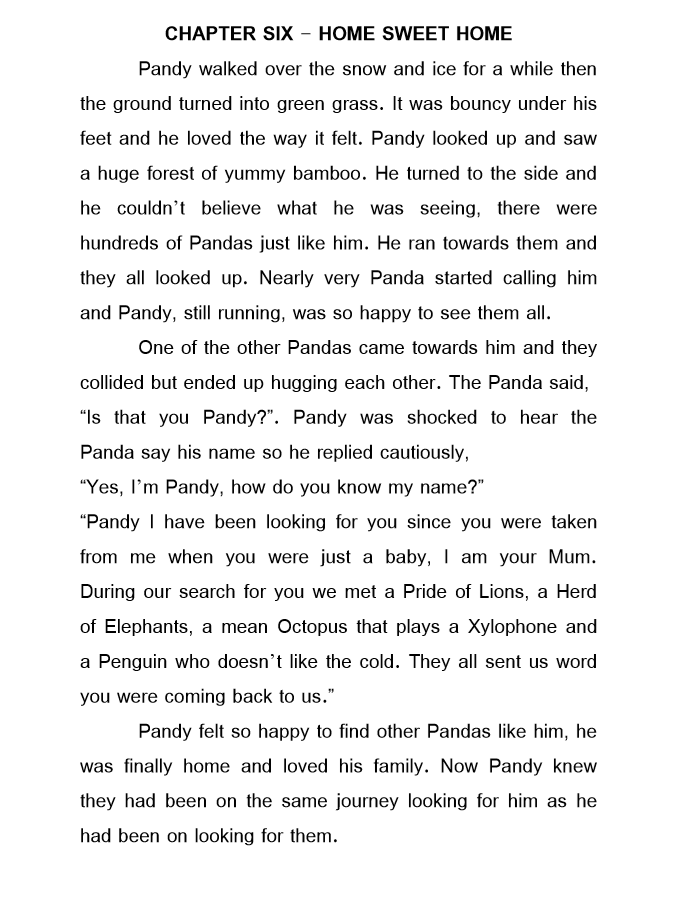 CHAPTER SIX – HOME SWEET HOME
Pandy walked over the snow and ice for a while then
the ground turned into green grass. It was bouncy under his
feet and he loved the way it felt. Pandy looked up and saw
a huge forest of yummy bamboo. He turned to the side and
he couldn’t believe what he was seeing, there were
hundreds of Pandas just like him. He ran towards them and
they all looked up. Nearly very Panda started calling him
and Pandy, still running, was so happy to see them all.
One of the other Pandas came towards him and they
collided but ended up hugging each other. The Panda said,
“Is that you Pandy?”. Pandy was shocked to hear the
Panda say his name so he replied cautiously,
“Yes, I’m Pandy, how do you know my name?”
“Pandy I have been looking for you since you were taken
from me when you were just a baby, I am your Mum.
During our search for you we met a Pride of Lions, a Herd
of Elephants, a mean Octopus that plays a Xylophone and
a Penguin who doesn’t like the cold. They all sent us word
you were coming back to us.”
Pandy felt so happy to find other Pandas like him, he
was finally home and loved his family. Now Pandy knew
they had been on the same journey looking for him as he
had been on looking for them.